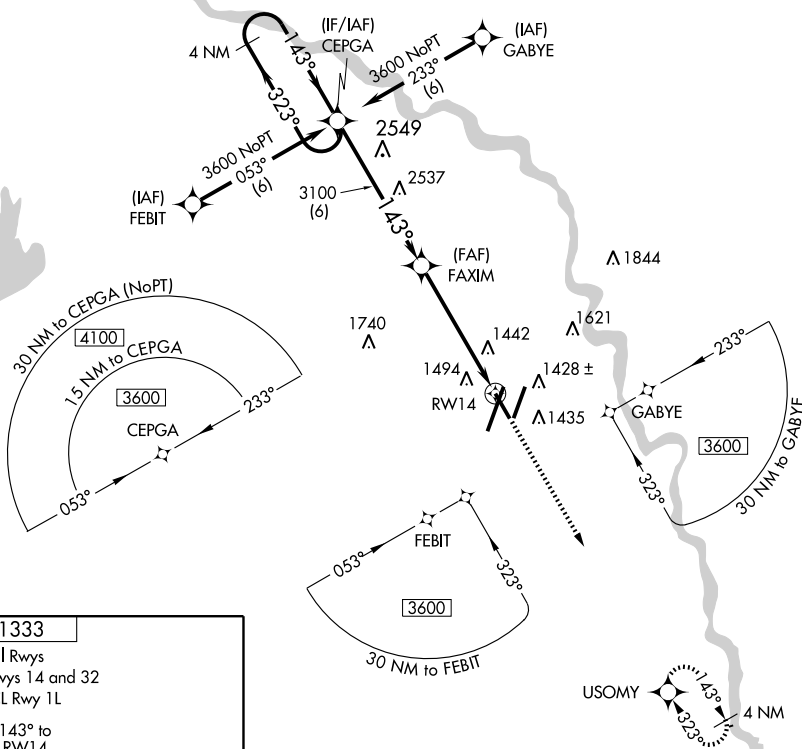 (IF/IAF)
CEPGA
(IAF)
GABYE
4 NM
143°
323°
3600 NoPT
233°
(6)
3600 NoPT
053°
(6)
(IAF)
FEBIT
2549
2537
3100
(6)
143°
(FAF)
FAXIM
1844
1740
1442
1621
1494
1428 ±
RW14
1435
30 NM to CEPGA (NoPT)
4100
15 NM to CEPGA
3600
CEPGA
233°
053°
233°
GABYE
3600
323°
30 NM to GABYE
FEBIT
053°
323°
3600
30 NM to FEBIT
1333
l Rwys
wys 14 and 32
L Rwy 1L
143° to
RW14
USOMY
143°
323°
4 NM